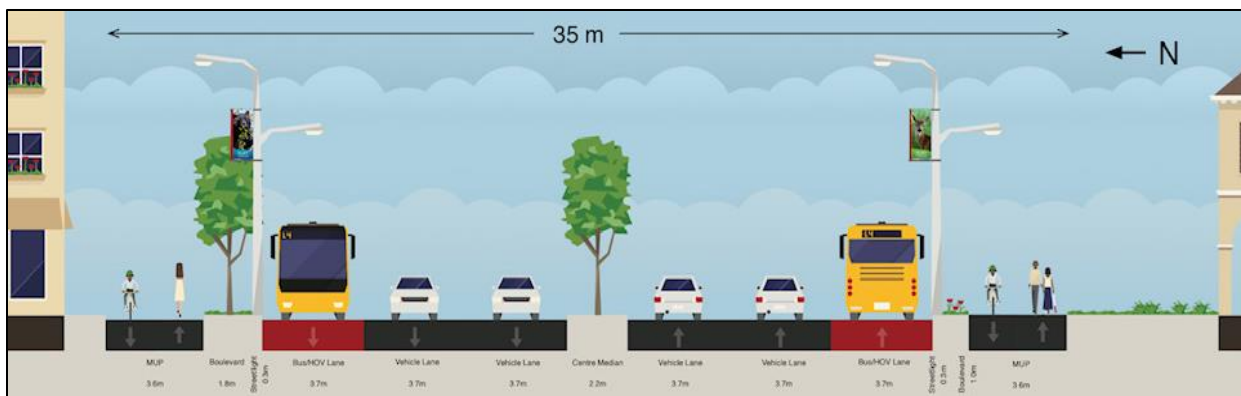 35 m
N
MUP
3.6m
Boulevard
1.8m
Streetlight
0.3m
Bus/HOV Lane
3.7m
Vehicle Lane
3.7m
Vehicle Lane
3.7m
Centre Median
2.2m
Vehicle Lane
3.7m
Vehicle Lane
3.7m
Bus/HOV Lane
3.7m
Streetlight
0.3m
Boulevard
1.0m
MUP
3.6m